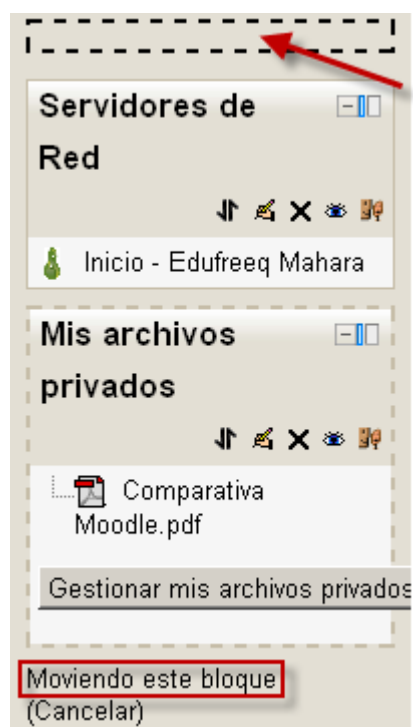 Servidores de
Red
Inicio - Edufreeq Mahara
Mis archivos
privados
Comparativa
Moodle.pdf
Gestionar mis archivos privados
Moviendo este bloque
(Cancelar)